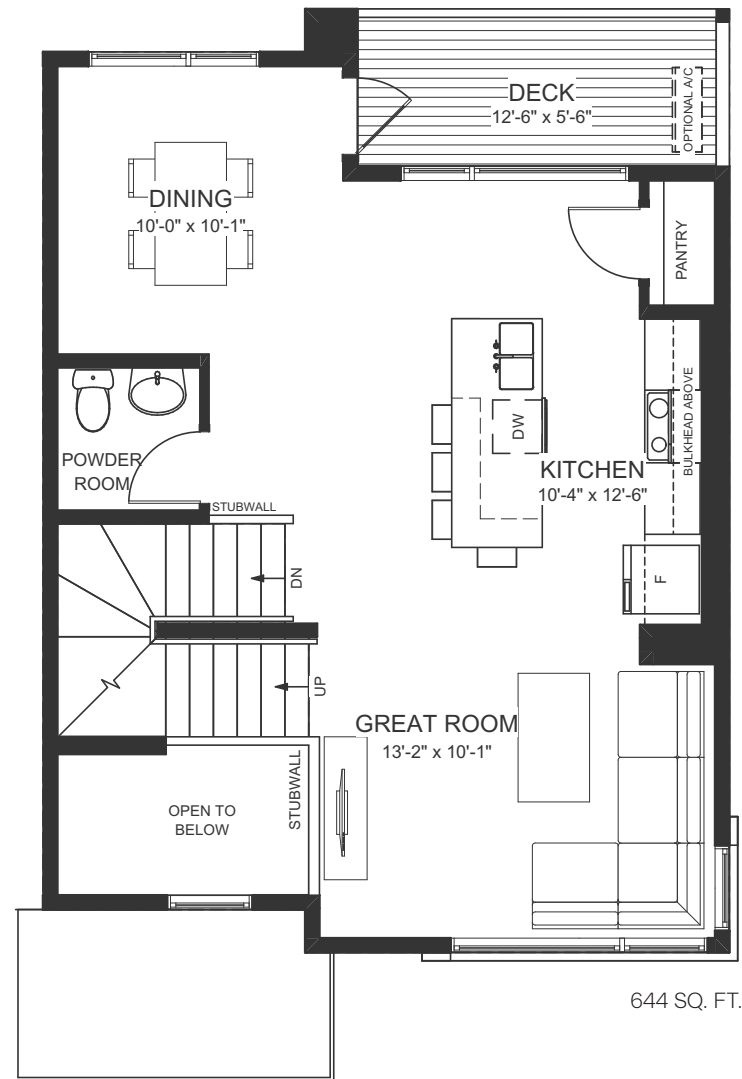 DECK
12'-6" x 5'-6"
OPTIONAL A/C
DINING
10'-0" x 10'-1"
PANTRY
DW
BULKHEAD ABOVE
KITCHEN
10'-4" x 12'-6"
POWDER
ROOM
STUBWALL
DN
F
UP
GREAT ROOM
13'-2" x 10'-1"
STUBWALL
OPEN TO
BELOW
644 SQ. FT.